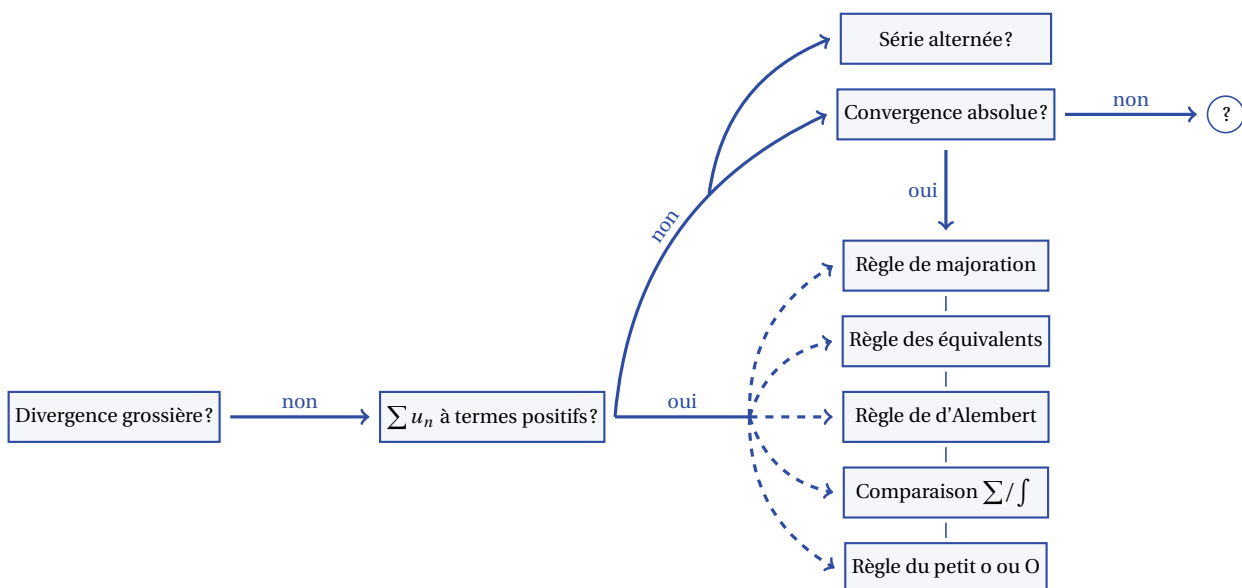 Série alternée ?
Convergence absolue ?
non
?
oui
non
Règle de majoration
Règle des équivalents
Divergence grossière ?
non
∑ uₙ à termes positifs ?
oui
Règle de d'Alembert
Comparaison ∑/∫
Règle du petit o ou O